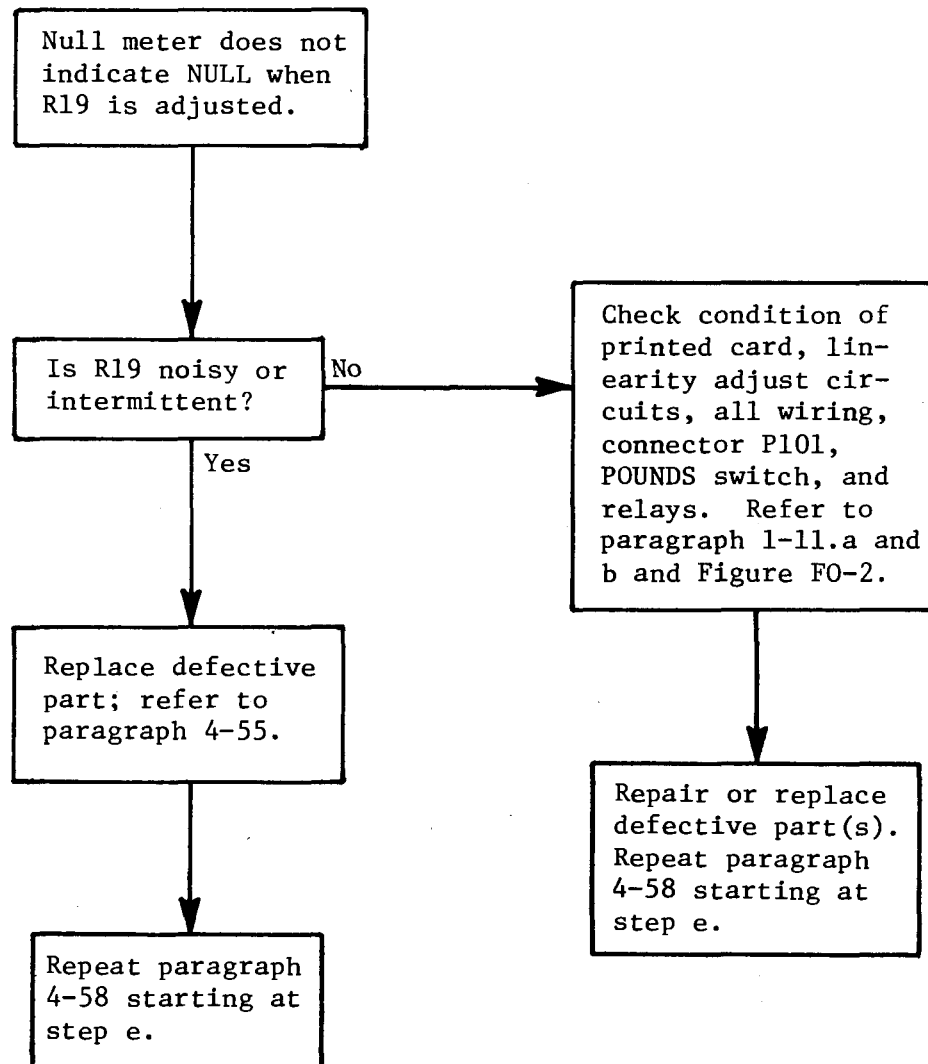 Null meter does not
indicate NULL when
R19 is adjusted.
Is R19 noisy or
intermittent?
No
Yes
Check condition of
printed card, lin-
earity adjust cir-
cuits, all wiring,
connector P101,
POUNDS switch, and
relays.  Refer to
paragraph 1-11.a and
b and Figure FO-2.
Replace defective
part; refer to
paragraph 4-55.
Repair or replace
defective part(s).
Repeat paragraph
4-58 starting at
step e.
Repeat paragraph
4-58 starting at
step e.